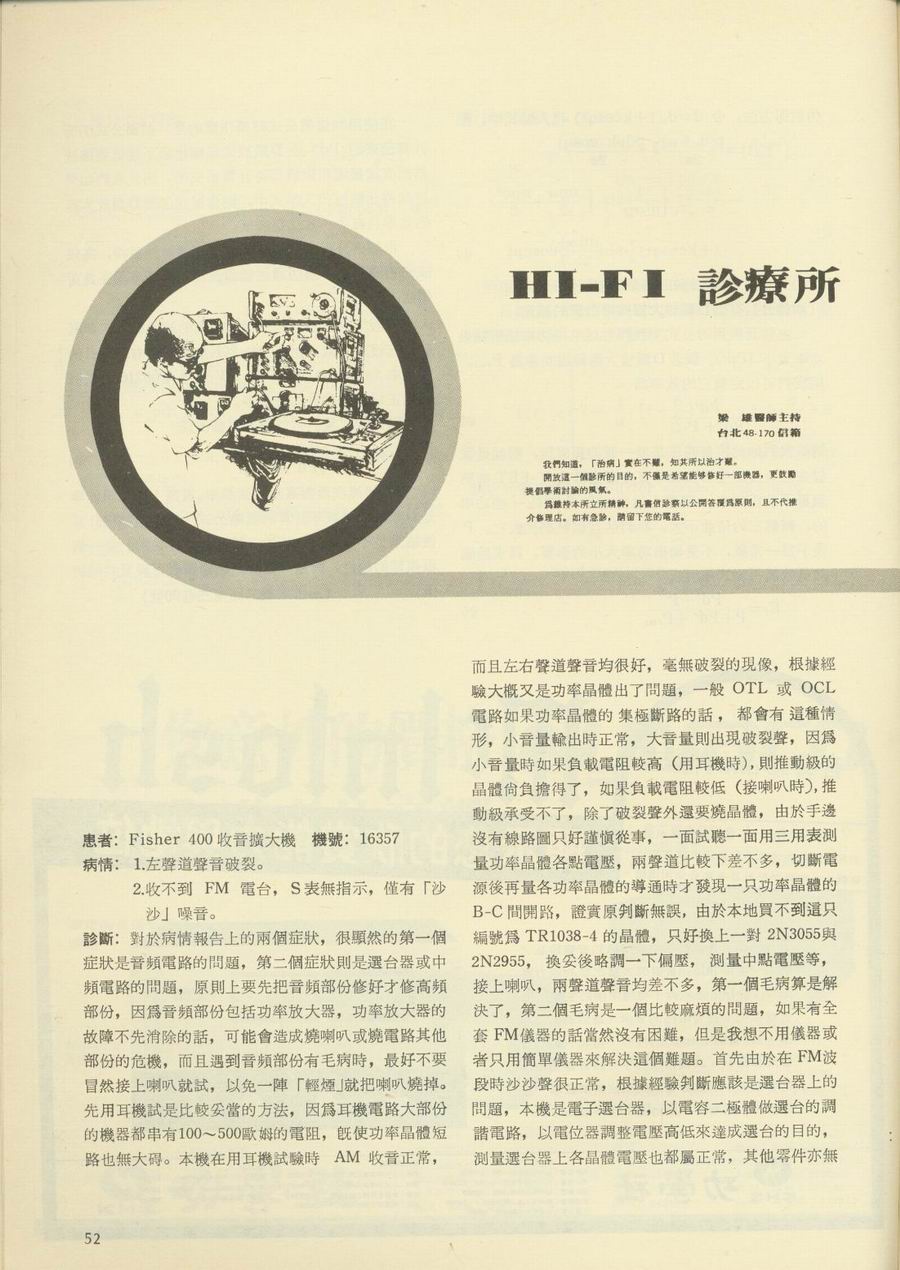 HI-FI 診療所
梁 雄醫師主持
台北48-170信箱
我們知道，「治病」實在不難，知其所以治才難。
開放這一個診所的目的，不僅是希望能够修好一部機器，更鼓勵
提倡學術討論的風氣。
爲維持本所立所精神，凡書信診察以公開答覆爲原則，且不代推
介修理店。如有急診，請留下您的電話。
患者：Fisher 400收音擴大機 機號：16357
病情：1.左聲道聲音破裂。
2.收不到 FM 電台，S表無指示，僅有「沙
沙」噪音。
診斷：對於病情報告上的兩個症狀，很顯然的第一個
症狀是音頻電路的問題，第二個症狀則是選台器或中
頻電路的問題，原則上要先把音頻部份修好才修高頻
部份，因爲音頻部份包括功率放大器，功率放大器的
故障不先消除的話，可能會造成燒喇叭或燒電路其他
部份的危機，而且遇到音頻部份有毛病時，最好不要
冒然接上喇叭就試，以免一陣「輕煙」就把喇叭燒掉。
先用耳機試是比較妥當的方法，因爲耳機電路大部份
的機器都串有100～500歐姆的電阻，旣使功率晶體短
路也無大碍。本機在用耳機試驗時 AM 收音正常，
而且左右聲道聲音均很好，毫無破裂的現像，根據經
驗大概又是功率晶體出了問題，一般 OTL 或 OCL
電路如果功率晶體的集極斷路的話，都會有這種情
形，小音量輸出時正常，大音量則出現破裂聲，因爲
小音量時如果負載電阻較高（用耳機時），則推動級的
晶體尙負擔得了，如果負載電阻較低（接喇叭時），推
動級承受不了，除了破裂聲外還要燒晶體，由於手邊
沒有線路圖只好謹愼從事，一面試聽一面用三用表測
量功率晶體各點電壓，兩聲道比較下差不多，切斷電
源後再量各功率晶體的導通時才發現一只功率晶體的
B-C間開路，證實原判斷無誤，由於本地買不到這只
編號爲 TR1038-4 的晶體，只好換上一對 2N3055與
2N2955，換妥後略調一下偏壓，測量中點電壓等，
接上喇叭，兩聲道聲音均差不多，第一個毛病算是解
決了，第二個毛病是一個比較麻煩的問題，如果有全
套 FM儀器的話當然沒有困難，但是我想不用儀器或
者只用簡單儀器來解決這個難題。首先由於在 FM波
段時沙沙聲很正常，根據經驗判斷應該是選台器上的
問題，本機是電子選台器，以電容二極體做選台的調
諧電路，以電位器調整電壓高低來達成選台的目的，
測量選台器上各晶體電壓也都屬正常，其他零件亦無
52